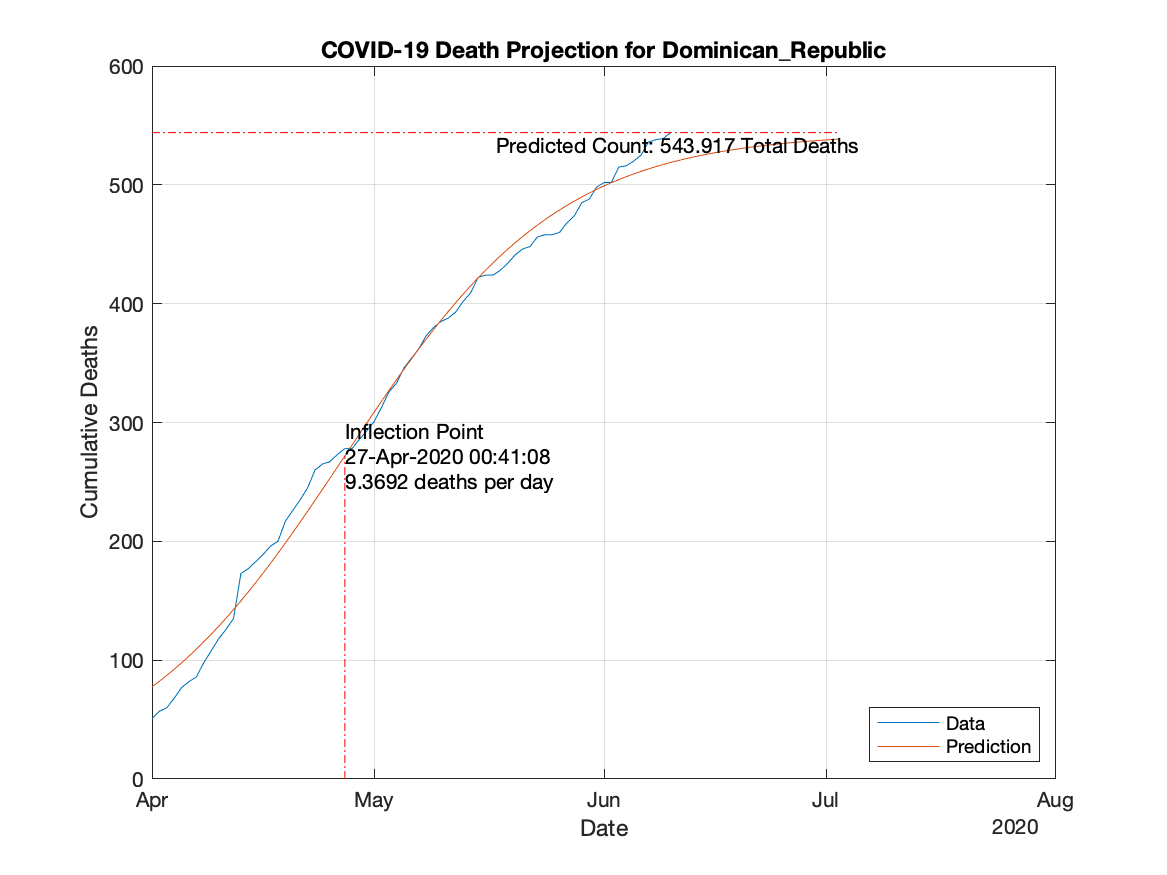 COVID-19 Death Projection for Dominican_Republic
600
500
400
300
200
100
0
Cumulative Deaths
Predicted Count: 543.917 Total Deaths
Inflection Point
27-Apr-2020 00:41:08
9.3692 deaths per day
Data
Prediction
Apr May Jun Jul Aug
Date
2020